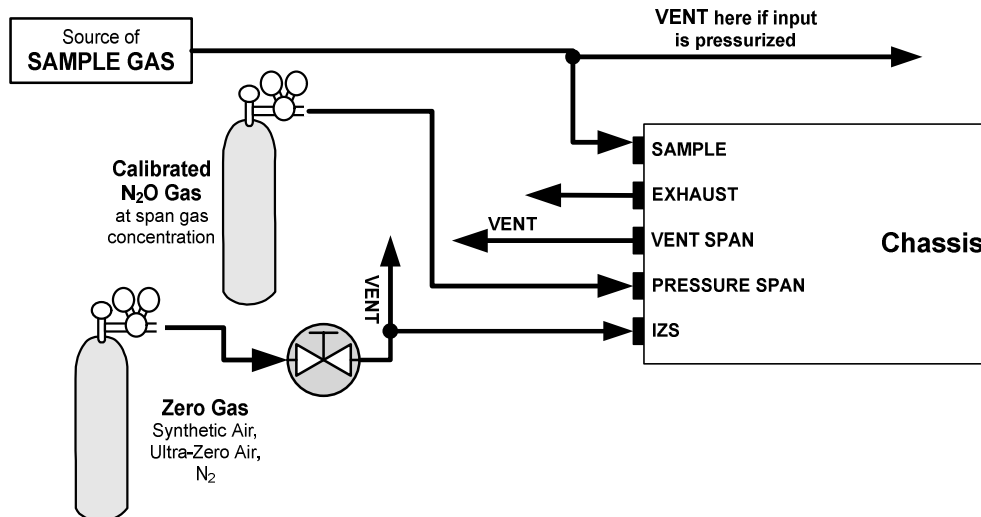 VENT here if input
is pressurized
Source of
SAMPLE GAS
Calibrated
N₂O Gas
at span gas
concentration
SAMPLE
EXHAUST
VENT
VENT SPAN
Chassis
PRESSURE SPAN
VENT
IZS
Zero Gas
Synthetic Air,
Ultra-Zero Air,
N₂